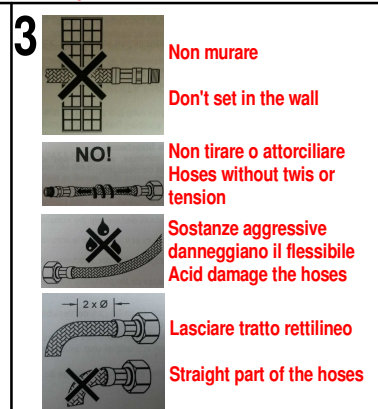 3
Non murare
Don't set in the wall
NO!
Non tirare o attorciliare
Hoses without twis or
tension
Sostanze aggressive
danneggiano il flessibile
Acid damage the hoses
2 x Ø
Lasciare tratto rettilineo
Straight part of the hoses